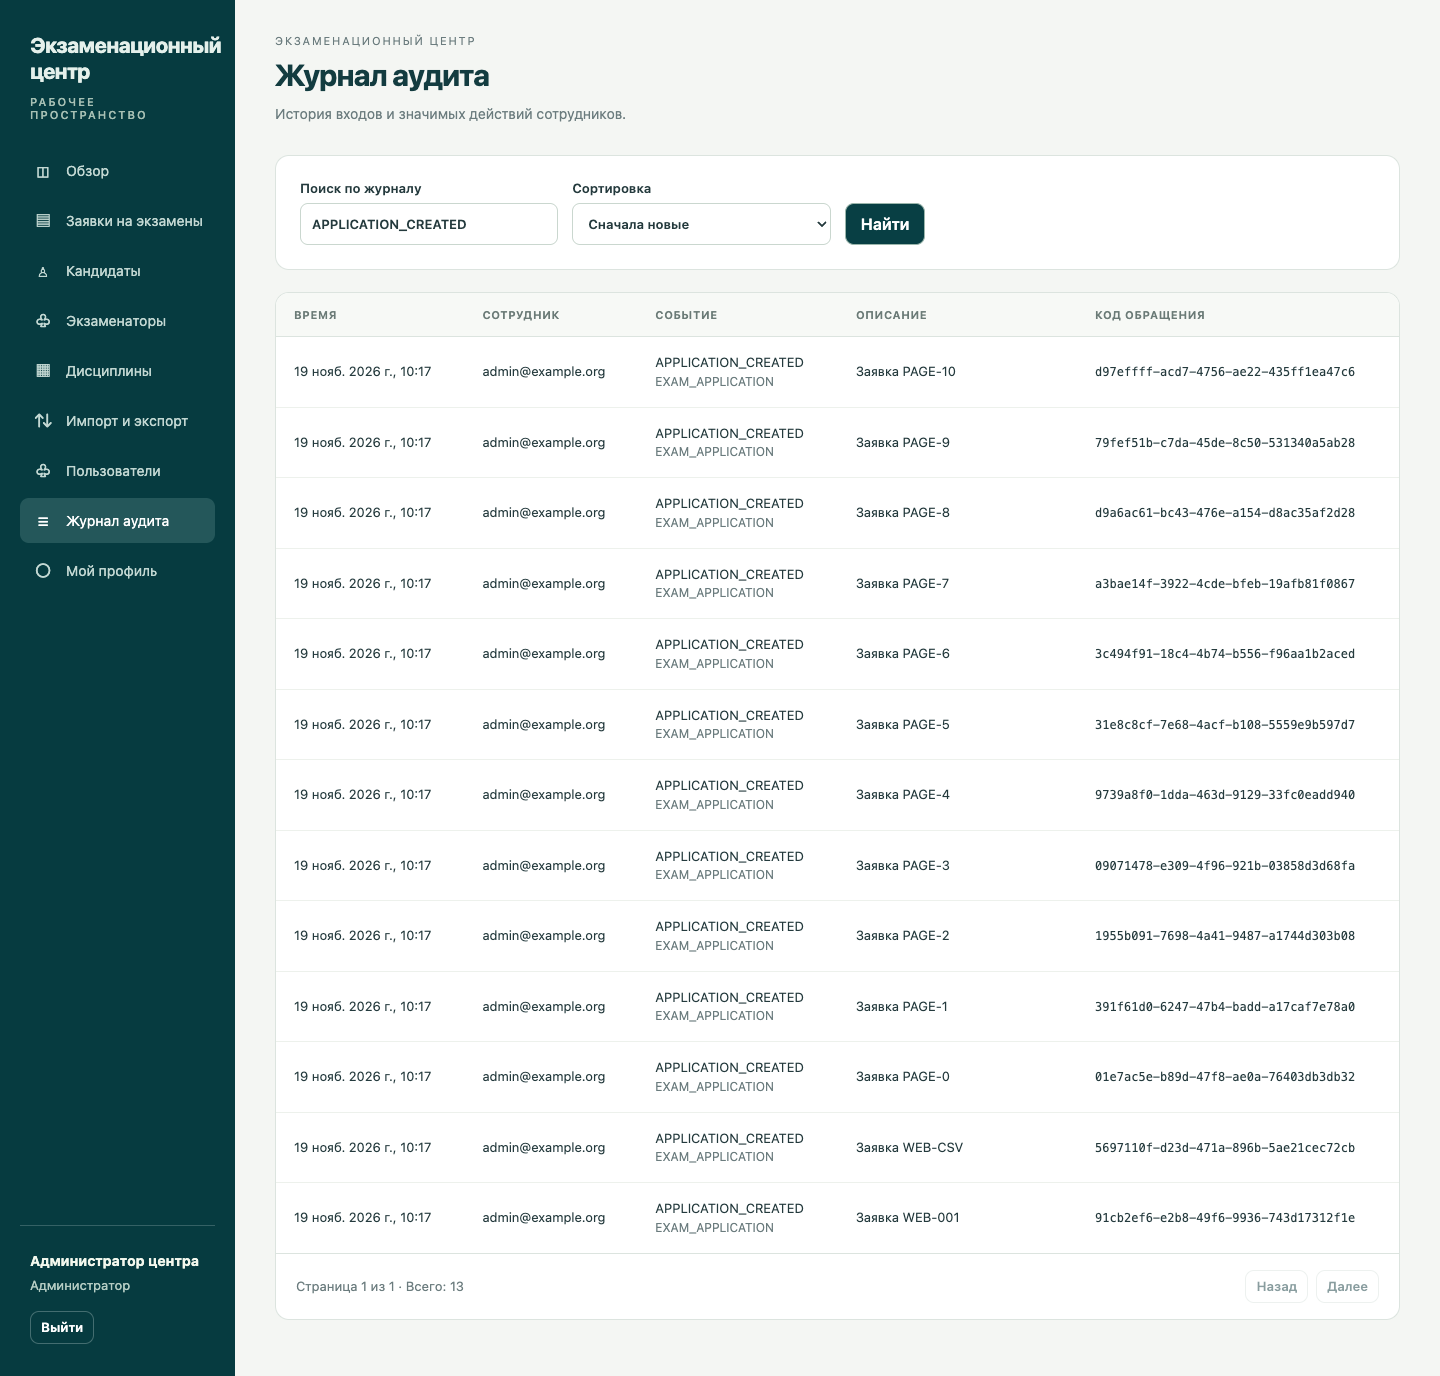 Экзаменационный
центр
РАБОЧЕЕ
ПРОСТРАНСТВО
Обзор
Заявки на экзамены
Кандидаты
Экзаменаторы
Дисциплины
Импорт и экспорт
Пользователи
Журнал аудита
Мой профиль
Администратор центра
Администратор
Выйти
ЭКЗАМЕНАЦИОННЫЙ ЦЕНТР
Журнал аудита
История входов и значимых действий сотрудников.
Поиск по журналу
Сортировка
APPLICATION_CREATED
Сначала новые
Найти
ВРЕМЯ СОТРУДНИК СОБЫТИЕ ОПИСАНИЕ КОД ОБРАЩЕНИЯ
19 нояб. 2026 г., 10:17 admin@example.org APPLICATION_CREATED Заявка PAGE-10 d97effff-acd7-4756-ae22-435ff1ea47c6
EXAM_APPLICATION
19 нояб. 2026 г., 10:17 admin@example.org APPLICATION_CREATED Заявка PAGE-9 79fef51b-c7da-45de-8c50-531340a5ab28
EXAM_APPLICATION
19 нояб. 2026 г., 10:17 admin@example.org APPLICATION_CREATED Заявка PAGE-8 d9a6ac61-bc43-476e-a154-d8ac35af2d28
EXAM_APPLICATION
19 нояб. 2026 г., 10:17 admin@example.org APPLICATION_CREATED Заявка PAGE-7 a3bae14f-3922-4cde-bfeb-19afb81f0867
EXAM_APPLICATION
19 нояб. 2026 г., 10:17 admin@example.org APPLICATION_CREATED Заявка PAGE-6 3c494f91-18c4-4b74-b556-f96aa1b2aced
EXAM_APPLICATION
19 нояб. 2026 г., 10:17 admin@example.org APPLICATION_CREATED Заявка PAGE-5 31e8c8cf-7e68-4acf-b108-5559e9b597d7
EXAM_APPLICATION
19 нояб. 2026 г., 10:17 admin@example.org APPLICATION_CREATED Заявка PAGE-4 9739a8f0-1dda-463d-9129-33fc0eadd940
EXAM_APPLICATION
19 нояб. 2026 г., 10:17 admin@example.org APPLICATION_CREATED Заявка PAGE-3 09071478-e309-4f96-921b-03858d3d68fa
EXAM_APPLICATION
19 нояб. 2026 г., 10:17 admin@example.org APPLICATION_CREATED Заявка PAGE-2 1955b091-7698-4a41-9487-a1744d303b08
EXAM_APPLICATION
19 нояб. 2026 г., 10:17 admin@example.org APPLICATION_CREATED Заявка PAGE-1 391f61d0-6247-47b4-badd-a17caf7e78a0
EXAM_APPLICATION
19 нояб. 2026 г., 10:17 admin@example.org APPLICATION_CREATED Заявка PAGE-0 01e7ac5e-b89d-47f8-ae0a-76403db3db32
EXAM_APPLICATION
19 нояб. 2026 г., 10:17 admin@example.org APPLICATION_CREATED Заявка WEB-CSV 5697110f-d23d-471a-896b-5ae21cec72cb
EXAM_APPLICATION
19 нояб. 2026 г., 10:17 admin@example.org APPLICATION_CREATED Заявка WEB-001 91cb2ef6-e2b8-49f6-9936-743d17312f1e
EXAM_APPLICATION
Страница 1 из 1 · Всего: 13
Назад Далее